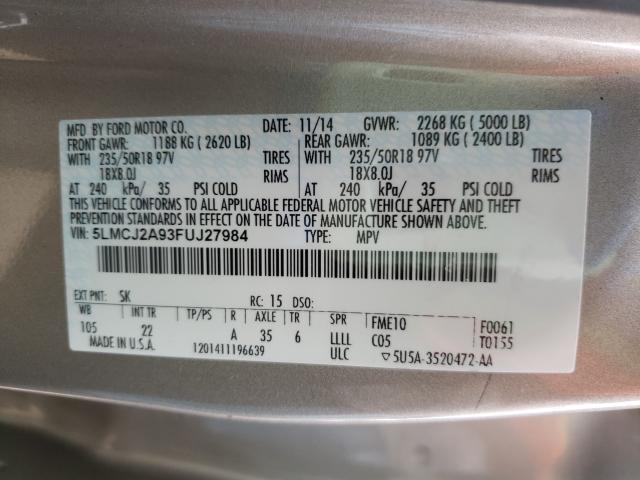 MFD BY FORD MOTOR CO. DATE: 11/14 GVWR: 2268 KG (5000 LB)
FRONT GAWR: 1188 KG (2620 LB) REAR GAWR: 1089 KG (2400 LB)
WITH 235/50R18 97V TIRES WITH 235/50R18 97V TIRES
18X8.0J RIMS 18X8.0J RIMS
AT 240 kPa/ 35 PSI COLD AT 240 kPa/ 35 PSI COLD
THIS VEHICLE CONFORMS TO ALL APPLICABLE FEDERAL MOTOR VEHICLE SAFETY AND THEFT
PREVENTION STANDARDS IN EFFECT ON THE DATE OF MANUFACTURE SHOWN ABOVE.
VIN: 5LMCJ2A93FUJ27984 TYPE: MPV
EXT PNT: SK RC: 15 DSO:
WB INT TR TP/PS R AXLE TR SPR FME10 F0061
105 22 A 35 6 LLLL C05 T0155
MADE IN U.S.A. 1201411196639 ULC ▽5U5A-3520472-AA